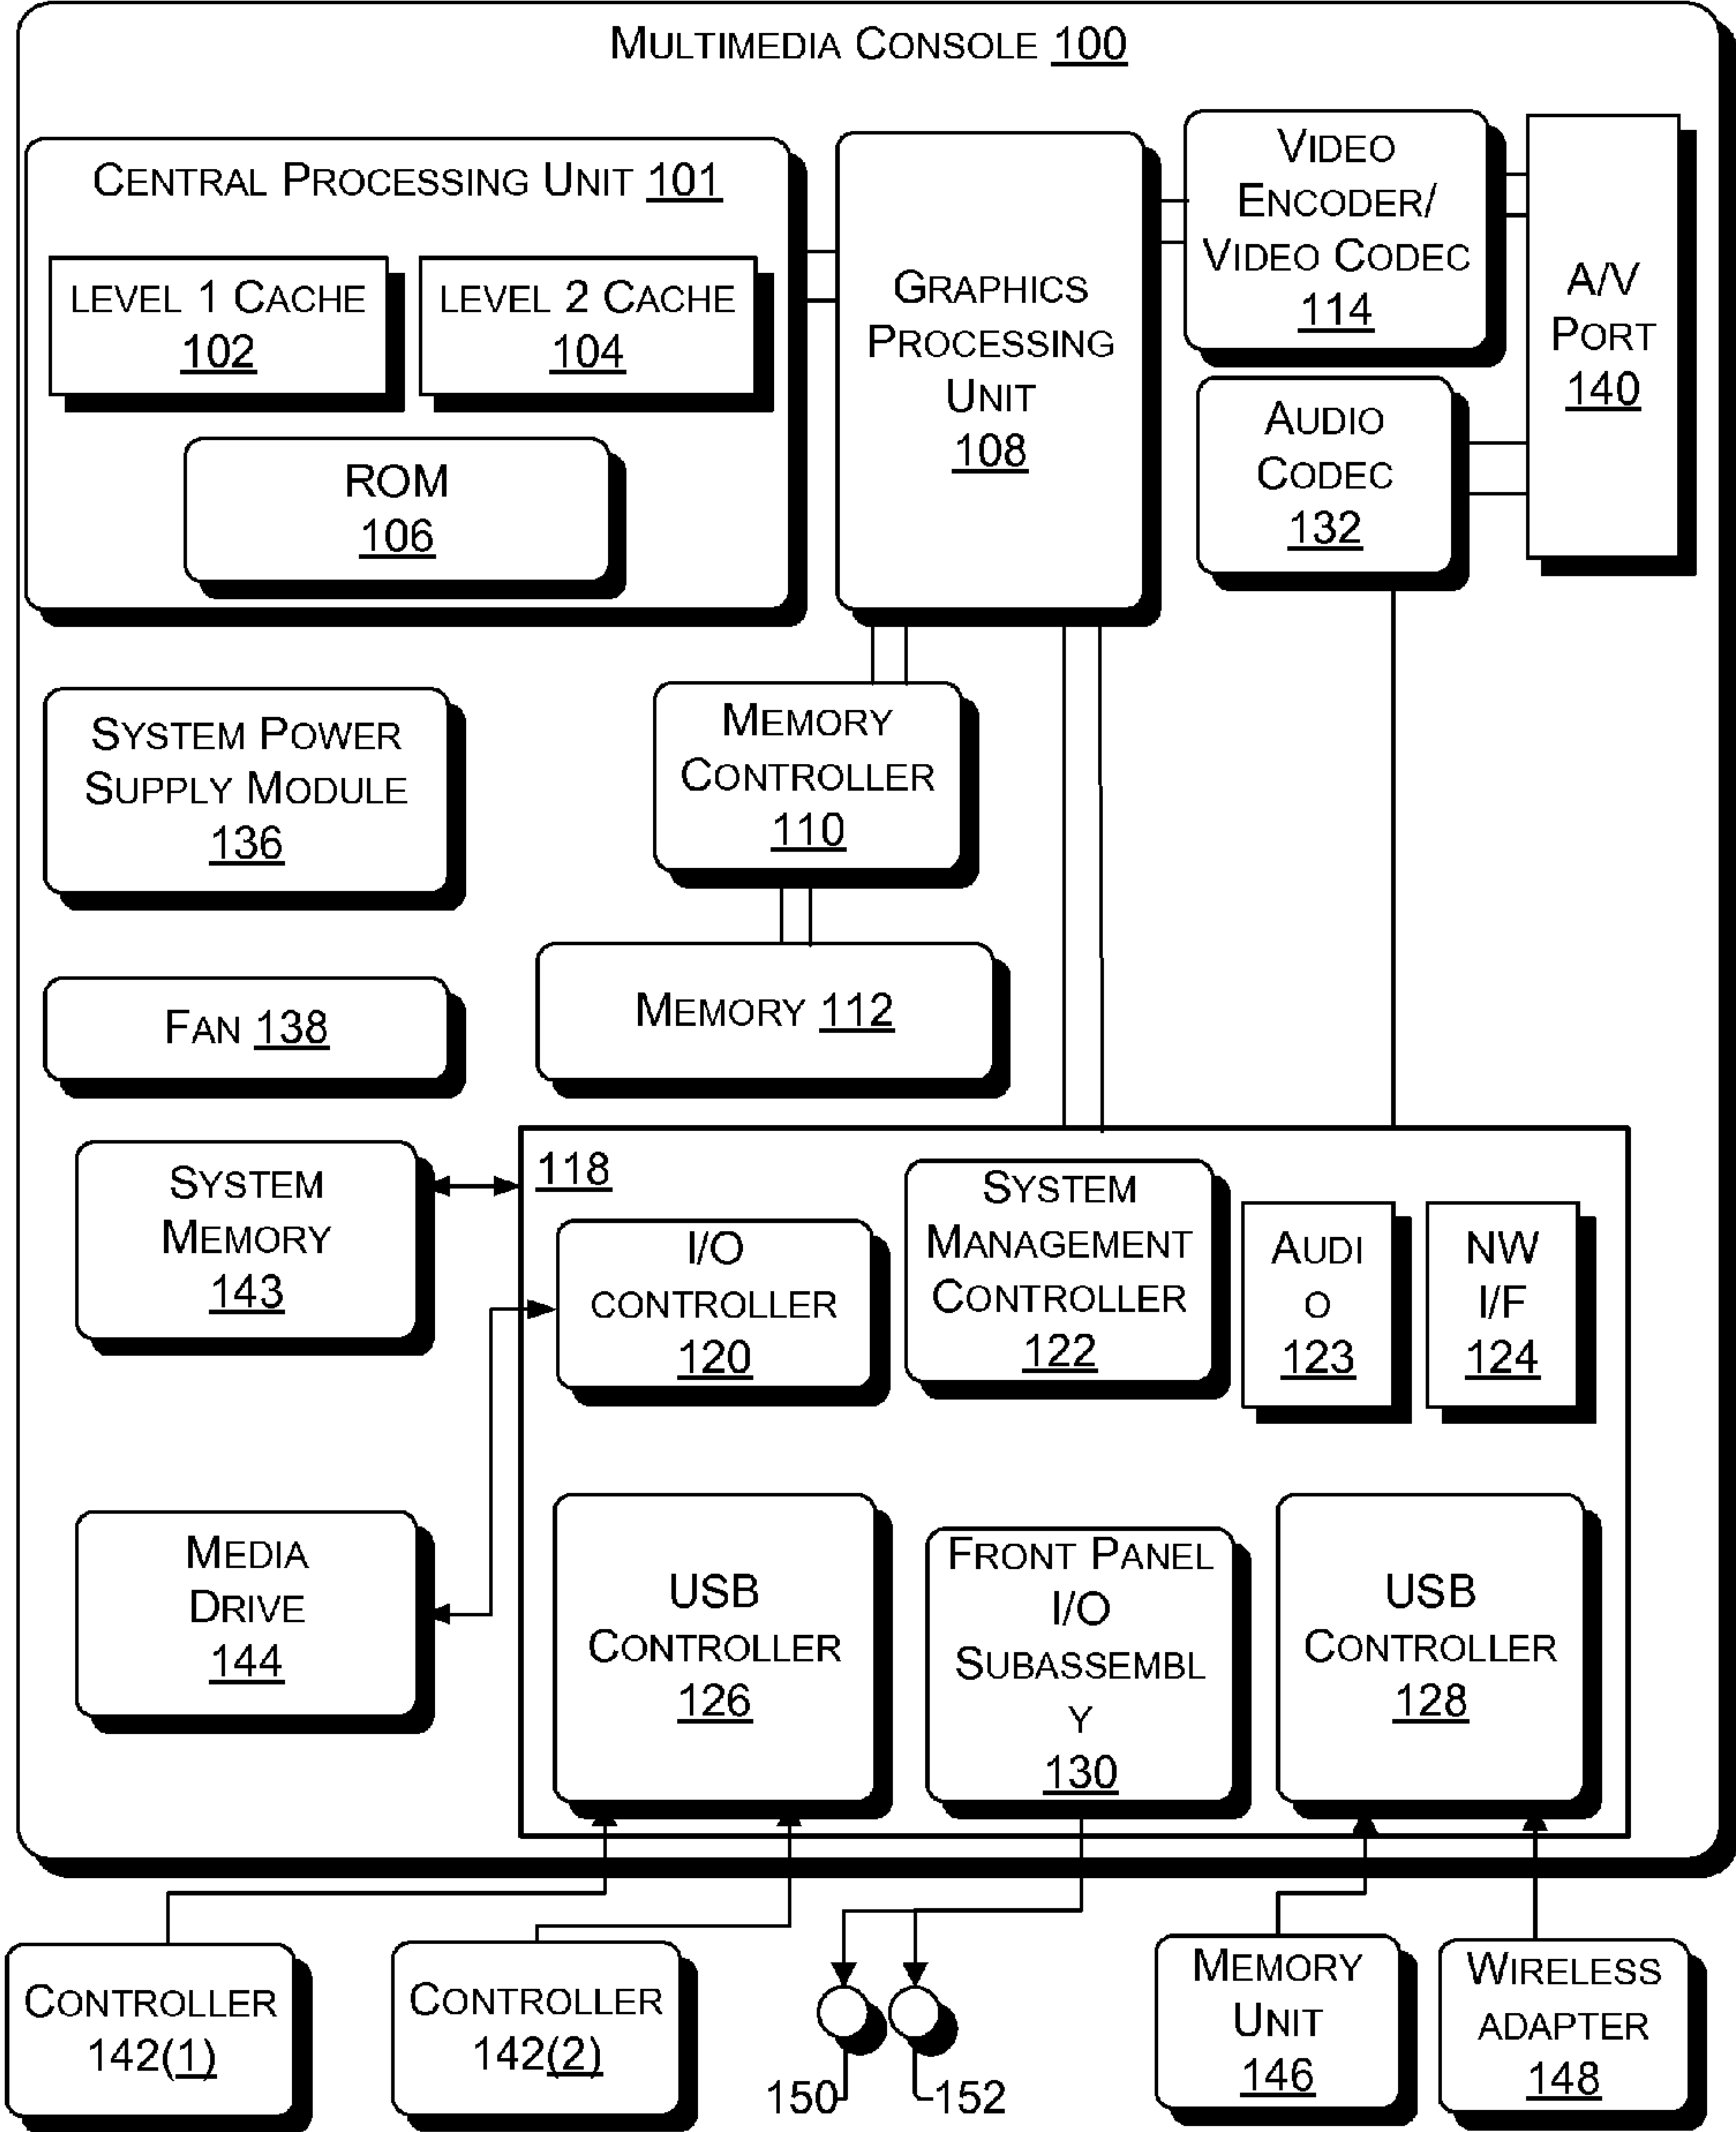 MULTIMEDIA CONSOLE 100
CENTRAL PROCESSING UNIT 101
LEVEL 1 CACHE
102
LEVEL 2 CACHE
104
ROM
106
GRAPHICS
PROCESSING
UNIT
108
VIDEO
ENCODER/
VIDEO CODEC
114
AUDIO
CODEC
132
A/V
PORT
140
SYSTEM POWER
SUPPLY MODULE
136
MEMORY
CONTROLLER
110
FAN 138
MEMORY 112
SYSTEM
MEMORY
143
118
I/O
CONTROLLER
120
SYSTEM
MANAGEMENT
CONTROLLER
122
AUDI
O
123
NW
I/F
124
MEDIA
DRIVE
144
USB
CONTROLLER
126
FRONT PANEL
I/O
SUBASSEMBL
Y
130
USB
CONTROLLER
128
CONTROLLER
142(1)
CONTROLLER
142(2)
150
152
MEMORY
UNIT
146
WIRELESS
ADAPTER
148